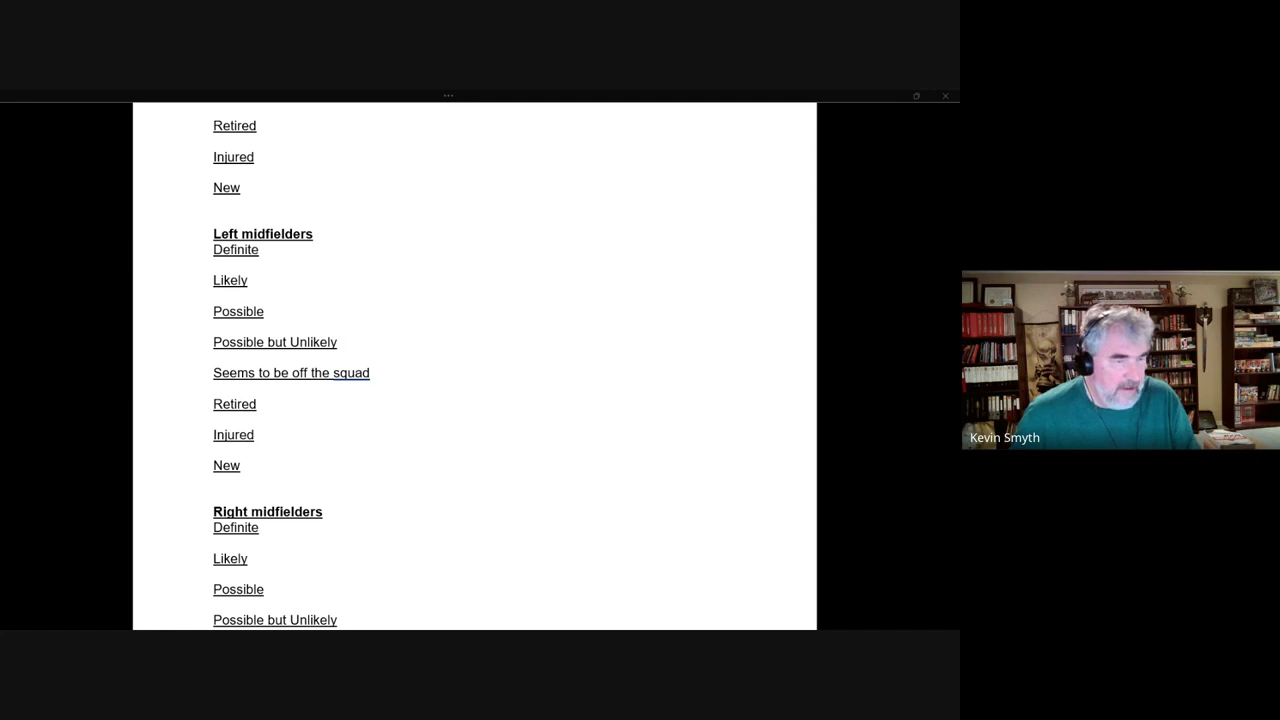 Retired
Injured
New
Left midfielders
Definite
Likely
Possible
Possible but Unlikely
Seems to be off the squad
Retired
Injured
New
Right midfielders
Definite
Likely
Possible
Possible but Unlikely
Kevin Smyth